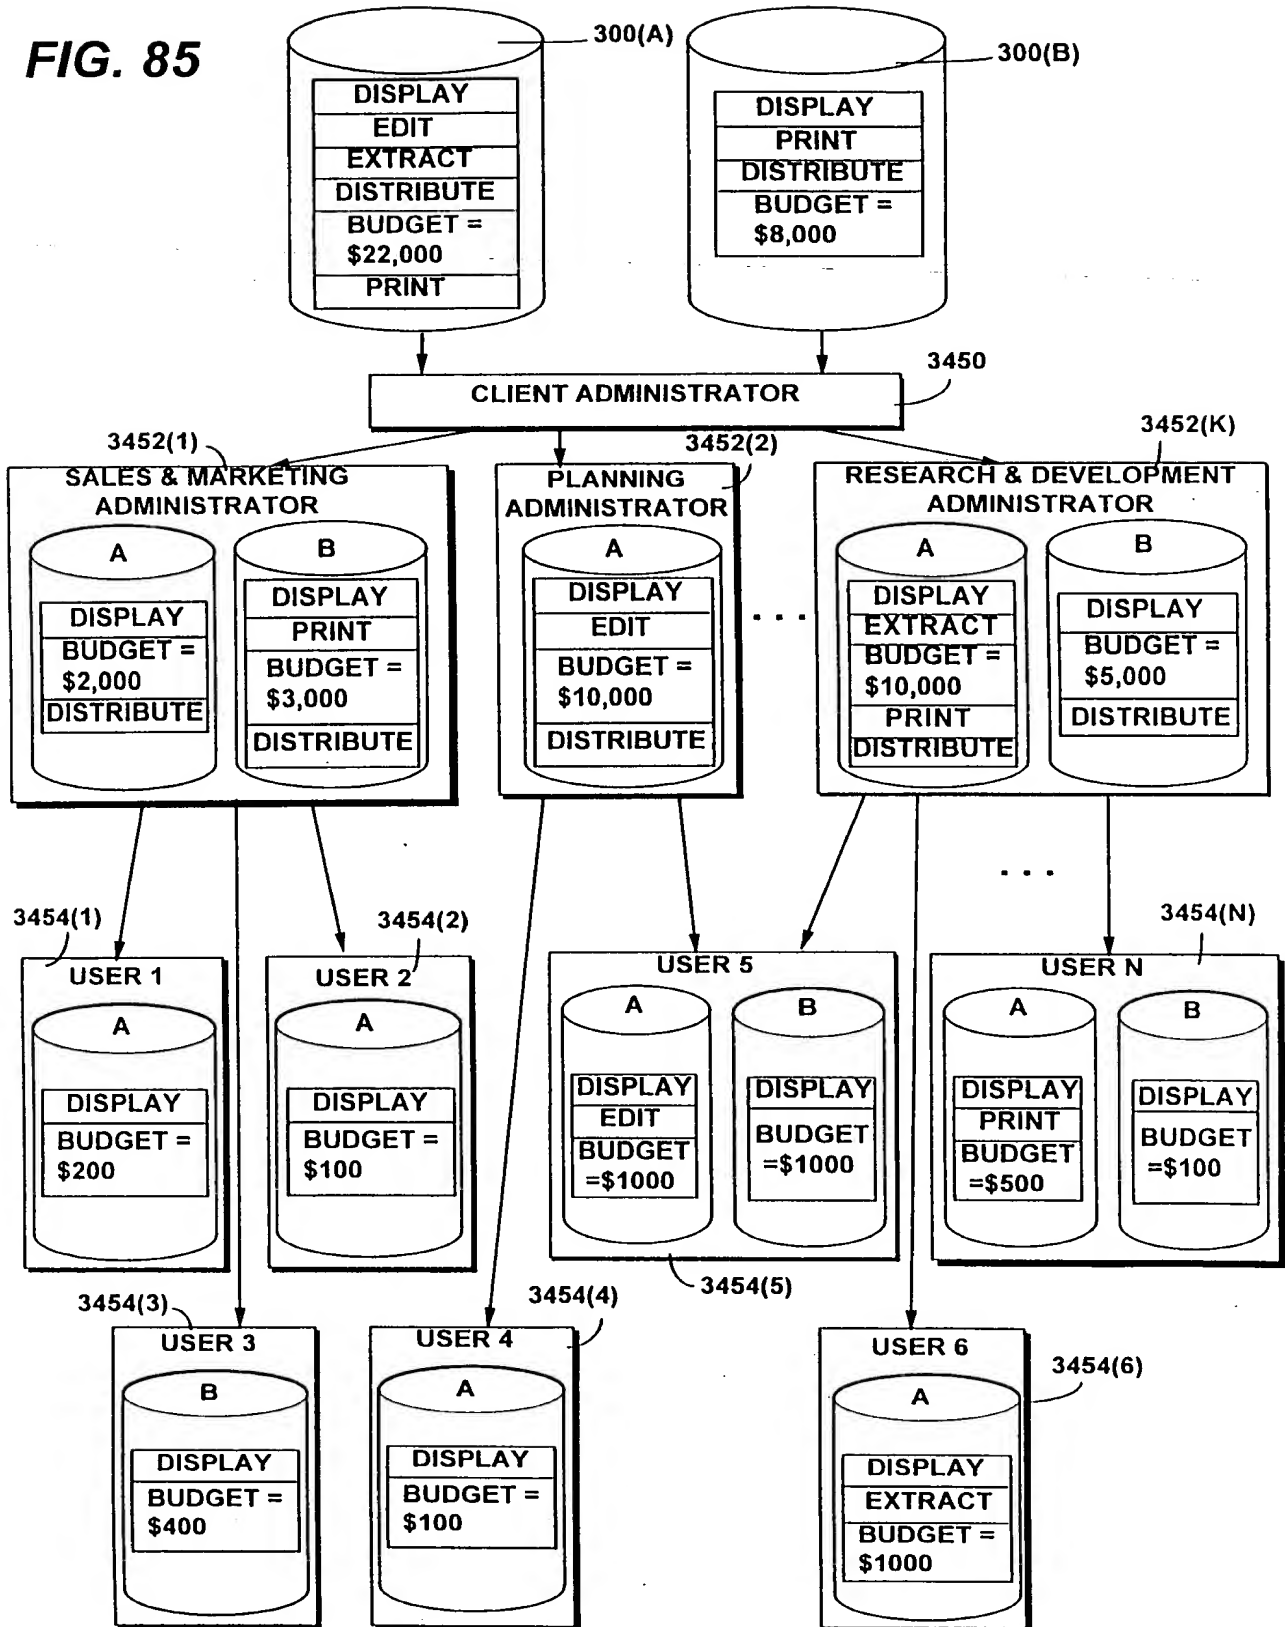 FIG. 85
300(A)
300(B)
DISPLAY
EDIT
EXTRACT
DISTRIBUTE
BUDGET =
$22,000
PRINT
DISPLAY
PRINT
DISTRIBUTE
BUDGET =
$8,000
3450
CLIENT ADMINISTRATOR
3452(1)
3452(2)
3452(K)
SALES & MARKETING
ADMINISTRATOR
A
DISPLAY
BUDGET =
$2,000
DISTRIBUTE
B
DISPLAY
PRINT
BUDGET =
$3,000
DISTRIBUTE
PLANNING
ADMINISTRATOR
A
DISPLAY
EDIT
BUDGET =
$10,000
DISTRIBUTE
. . .
RESEARCH & DEVELOPMENT
ADMINISTRATOR
A
DISPLAY
EXTRACT
BUDGET =
$10,000
PRINT
DISTRIBUTE
B
DISPLAY
BUDGET =
$5,000
DISTRIBUTE
. . .
3454(1)
USER 1
A
DISPLAY
BUDGET =
$200
3454(2)
USER 2
A
DISPLAY
BUDGET =
$100
USER 5
A
DISPLAY
EDIT
BUDGET
=$1000
B
DISPLAY
BUDGET
=$1000
3454(5)
3454(N)
USER N
A
DISPLAY
PRINT
BUDGET
=$500
B
DISPLAY
BUDGET
=$100
3454(3)
USER 3
B
DISPLAY
BUDGET =
$400
3454(4)
USER 4
A
DISPLAY
BUDGET =
$100
USER 6
3454(6)
A
DISPLAY
EXTRACT
BUDGET =
$1000